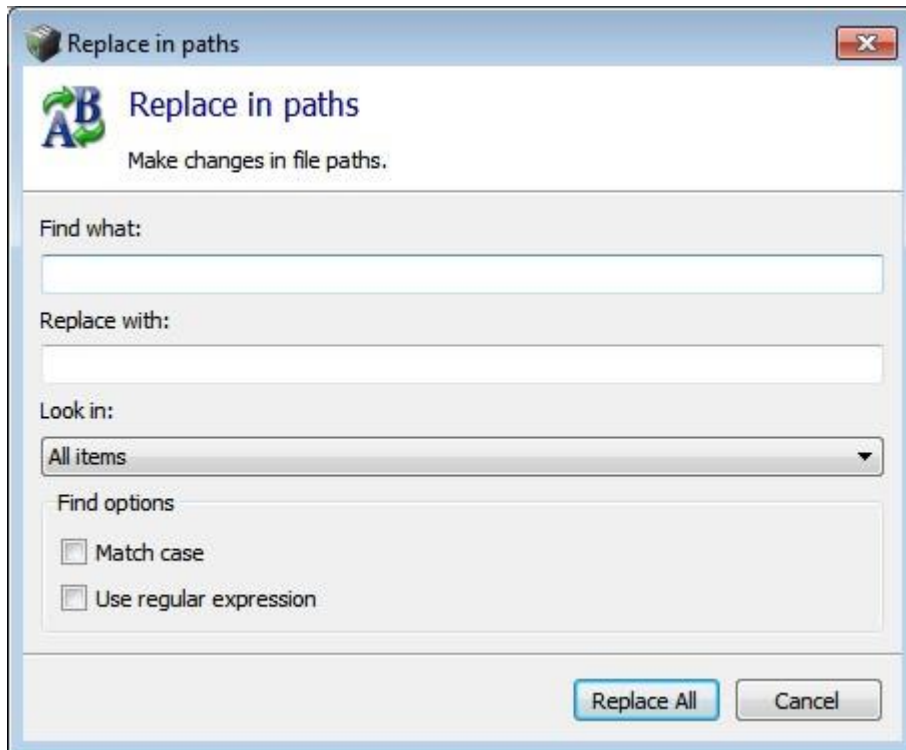 Replace in paths
Replace in paths
Make changes in file paths.
Find what:
Replace with:
Look in:
All items
Find options
Match case
Use regular expression
Replace All Cancel